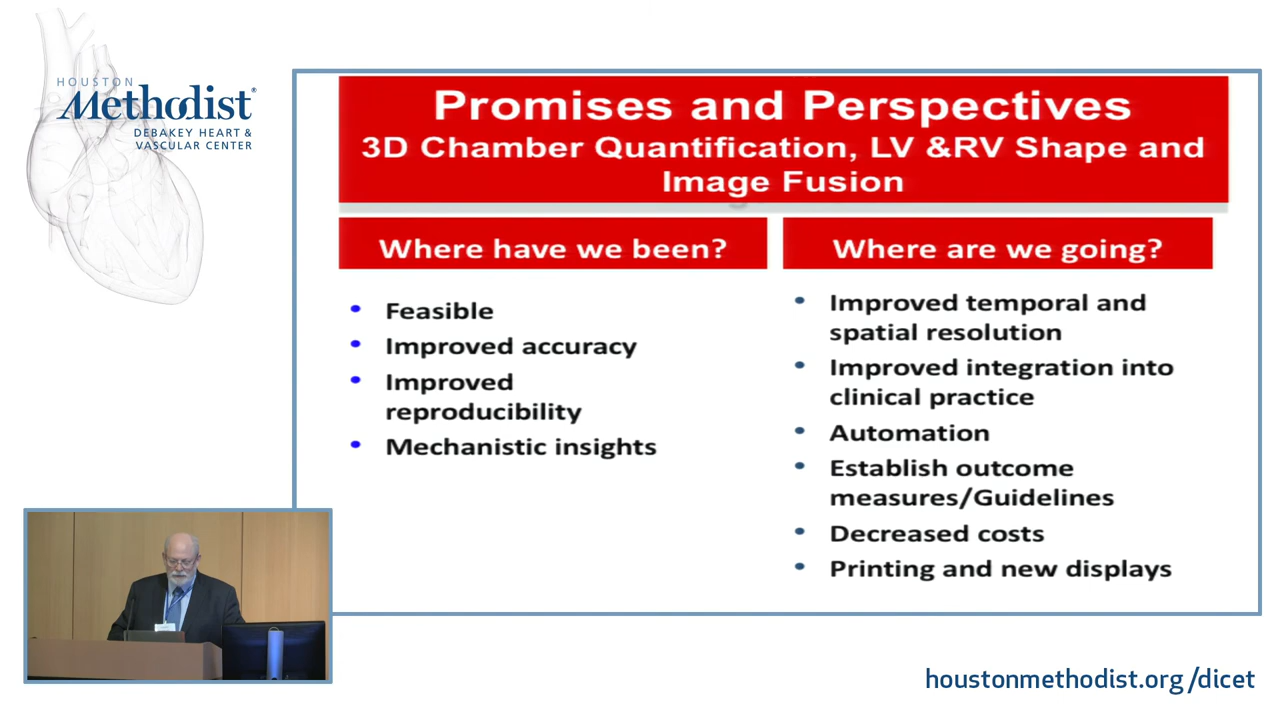 HOUSTON
Methodist®
DEBAKEY HEART &
VASCULAR CENTER
Promises and Perspectives
3D Chamber Quantification, LV &RV Shape and
Image Fusion
Where have we been?
• Feasible
• Improved accuracy
• Improved
reproducibility
• Mechanistic insights
Where are we going?
• Improved temporal and
spatial resolution
• Improved integration into
clinical practice
• Automation
• Establish outcome
measures/Guidelines
• Decreased costs
• Printing and new displays
houstonmethodist.org/dicet